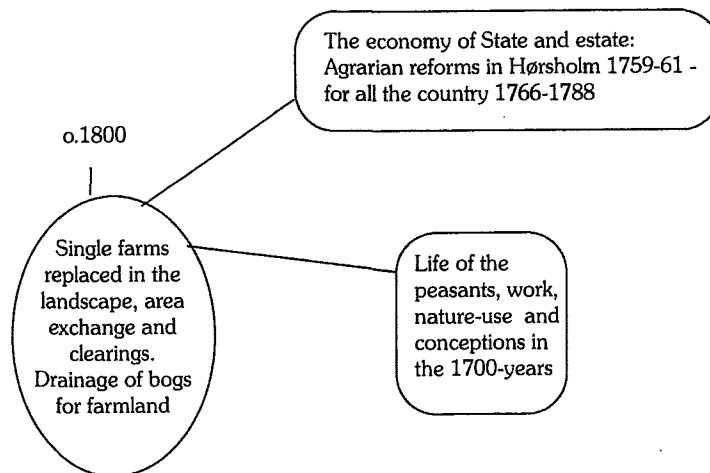 The economy of State and estate:
Agrarian reforms in Hørsholm 1759-61 -
for all the country 1766-1788
o.1800
Single farms
replaced in the
landscape, area
exchange and
clearings.
Drainage of bogs
for farmland
Life of the
peasants, work,
nature-use and
conceptions in
the 1700-years